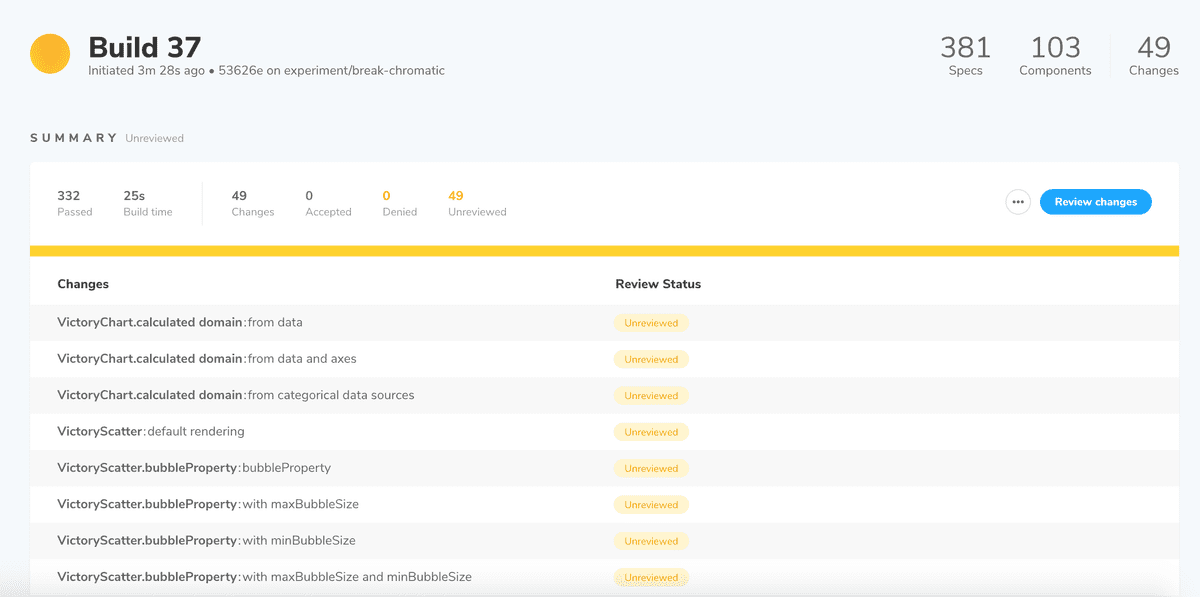 Build 37
Initiated 3m 28s ago • 53626e on experiment/break-chromatic
381 103 49
Specs Components Changes
SUMMARY Unreviewed
332 25s 49 0 0 49
Passed Build time Changes Accepted Denied Unreviewed
••• Review changes
Changes Review Status
VictoryChart.calculated domain:from data Unreviewed
VictoryChart.calculated domain:from data and axes Unreviewed
VictoryChart.calculated domain:from categorical data sources Unreviewed
VictoryScatter:default rendering Unreviewed
VictoryScatter.bubbleProperty:bubbleProperty Unreviewed
VictoryScatter.bubbleProperty:with maxBubbleSize Unreviewed
VictoryScatter.bubbleProperty:with minBubbleSize Unreviewed
VictoryScatter.bubbleProperty:with maxBubbleSize and minBubbleSize Unreviewed